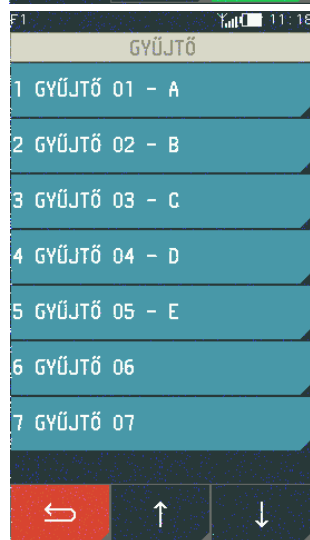 F1 11:18
GYŰJTŐ
1 GYŰJTŐ 01 - A
2 GYŰJTŐ 02 - B
3 GYŰJTŐ 03 - C
4 GYŰJTŐ 04 - D
5 GYŰJTŐ 05 - E
6 GYŰJTŐ 06
7 GYŰJTŐ 07